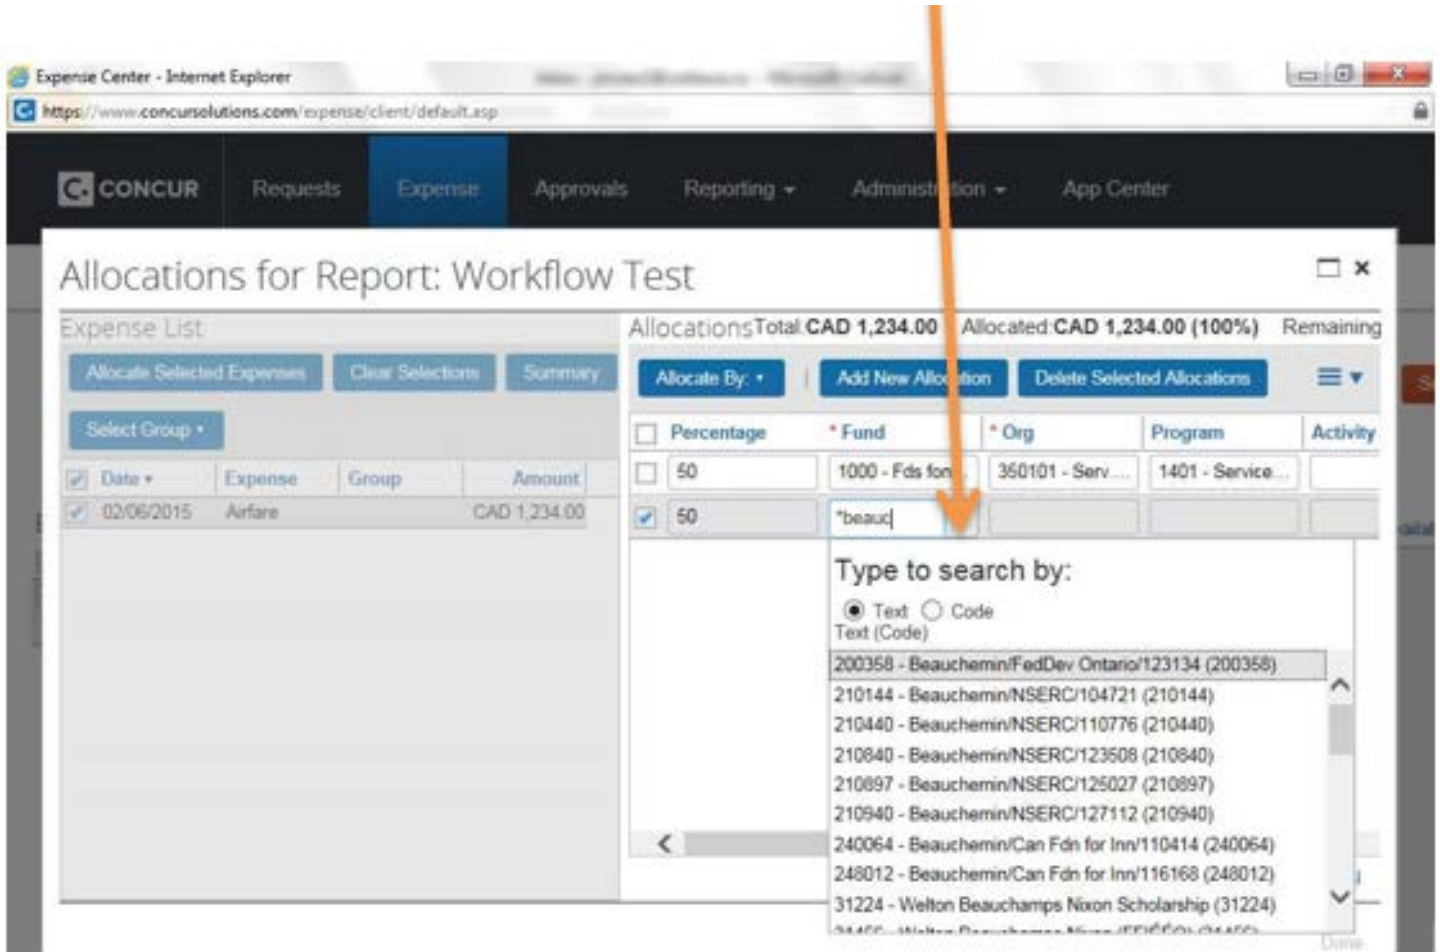 Expense Center - Internet Explorer
https://www.concursolutions.com/expense/client/default.asp
C. CONCUR Requests Expense Approvals Reporting Administration App Center
Allocations for Report: Workflow Test
Expense List
Allocations Total: CAD 1,234.00 Allocated: CAD 1,234.00 (100%) Remaining
Allocate Selected Expenses Clear Selections Summary
Allocate By: Add New Allocation Delete Selected Allocations
Select Group
Percentage * Fund * Org Program Activity
Date Expense Group Amount
50 1000 - Fds fon... 350101 - Serv.... 1401 - Service...
02/06/2015 Airfare CAD 1,234.00
50 *beauc
Type to search by:
Text Code
Text (Code)
200358 - Beauchemin/FedDev Ontario/123134 (200358)
210144 - Beauchemin/NSERC/104721 (210144)
210440 - Beauchemin/NSERC/110776 (210440)
210840 - Beauchemin/NSERC/123508 (210840)
210897 - Beauchemin/NSERC/125027 (210897)
210940 - Beauchemin/NSERC/127112 (210940)
240064 - Beauchemin/Can Fdn for Inn/110414 (240064)
248012 - Beauchemin/Can Fdn for Inn/116168 (248012)
31224 - Welton Beauchamps Nixon Scholarship (31224)
Done